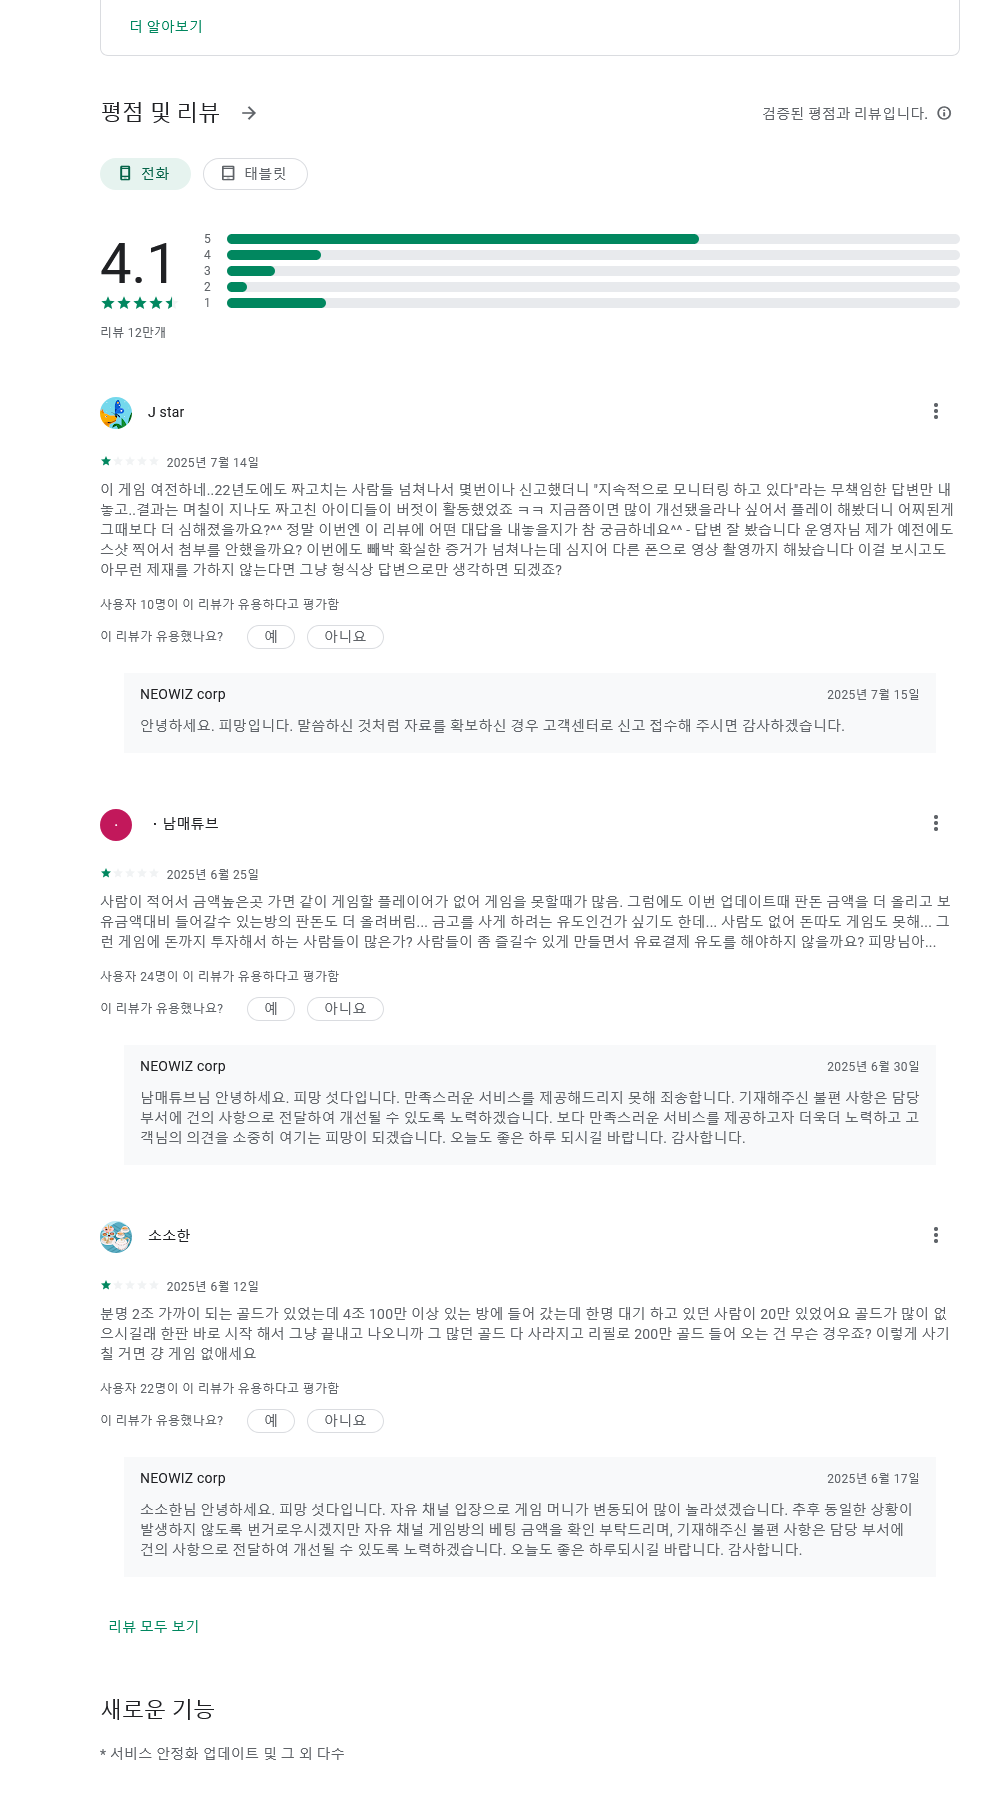 더 알아보기
평점 및 리뷰
검증된 평점과 리뷰입니다.
전화
태블릿
4.1
5
4
3
2
1
리뷰 12만개
J star
2025년 7월 14일
이 게임 여전하네..22년도에도 짜고치는 사람들 넘쳐나서 몇번이나 신고했더니 "지속적으로 모니터링 하고 있다"라는 무책임한 답변만 내
놓고..결과는 며칠이 지나도 짜고친 아이디들이 버젓이 활동했었죠 ㅋㅋ 지금쯤이면 많이 개선됐을라나 싶어서 플레이 해봤더니 어찌된게
그때보다 더 심해졌을까요?^^ 정말 이번엔 이 리뷰에 어떤 대답을 내놓을지가 참 궁금하네요^^ - 답변 잘 봤습니다 운영자님 제가 예전에도
스샷 찍어서 첨부를 안했을까요? 이번에도 빼박 확실한 증거가 넘쳐나는데 심지어 다른 폰으로 영상 촬영까지 해놨습니다 이걸 보시고도
아무런 제재를 가하지 않는다면 그냥 형식상 답변으로만 생각하면 되겠죠?
사용자 10명이 이 리뷰가 유용하다고 평가함
이 리뷰가 유용했나요?
예
아니요
NEOWIZ corp
2025년 7월 15일
안녕하세요. 피망입니다. 말씀하신 것처럼 자료를 확보하신 경우 고객센터로 신고 접수해 주시면 감사하겠습니다.
·
· 남매튜브
2025년 6월 25일
사람이 적어서 금액높은곳 가면 같이 게임할 플레이어가 없어 게임을 못할때가 많음. 그럼에도 이번 업데이트때 판돈 금액을 더 올리고 보
유금액대비 들어갈수 있는방의 판돈도 더 올려버림... 금고를 사게 하려는 유도인건가 싶기도 한데... 사람도 없어 돈따도 게임도 못해... 그
런 게임에 돈까지 투자해서 하는 사람들이 많은가? 사람들이 좀 즐길수 있게 만들면서 유료결제 유도를 해야하지 않을까요? 피망님아...
사용자 24명이 이 리뷰가 유용하다고 평가함
이 리뷰가 유용했나요?
예
아니요
NEOWIZ corp
2025년 6월 30일
남매튜브님 안녕하세요. 피망 섯다입니다. 만족스러운 서비스를 제공해드리지 못해 죄송합니다. 기재해주신 불편 사항은 담당
부서에 건의 사항으로 전달하여 개선될 수 있도록 노력하겠습니다. 보다 만족스러운 서비스를 제공하고자 더욱더 노력하고 고
객님의 의견을 소중히 여기는 피망이 되겠습니다. 오늘도 좋은 하루 되시길 바랍니다. 감사합니다.
소소한
2025년 6월 12일
분명 2조 가까이 되는 골드가 있었는데 4조 100만 이상 있는 방에 들어 갔는데 한명 대기 하고 있던 사람이 20만 있었어요 골드가 많이 없
으시길래 한판 바로 시작 해서 그냥 끝내고 나오니까 그 많던 골드 다 사라지고 리필로 200만 골드 들어 오는 건 무슨 경우죠? 이렇게 사기
칠 거면 걍 게임 없애세요
사용자 22명이 이 리뷰가 유용하다고 평가함
이 리뷰가 유용했나요?
예
아니요
NEOWIZ corp
2025년 6월 17일
소소한님 안녕하세요. 피망 섯다입니다. 자유 채널 입장으로 게임 머니가 변동되어 많이 놀라셨겠습니다. 추후 동일한 상황이
발생하지 않도록 번거로우시겠지만 자유 채널 게임방의 베팅 금액을 확인 부탁드리며, 기재해주신 불편 사항은 담당 부서에
건의 사항으로 전달하여 개선될 수 있도록 노력하겠습니다. 오늘도 좋은 하루되시길 바랍니다. 감사합니다.
리뷰 모두 보기
새로운 기능
* 서비스 안정화 업데이트 및 그 외 다수